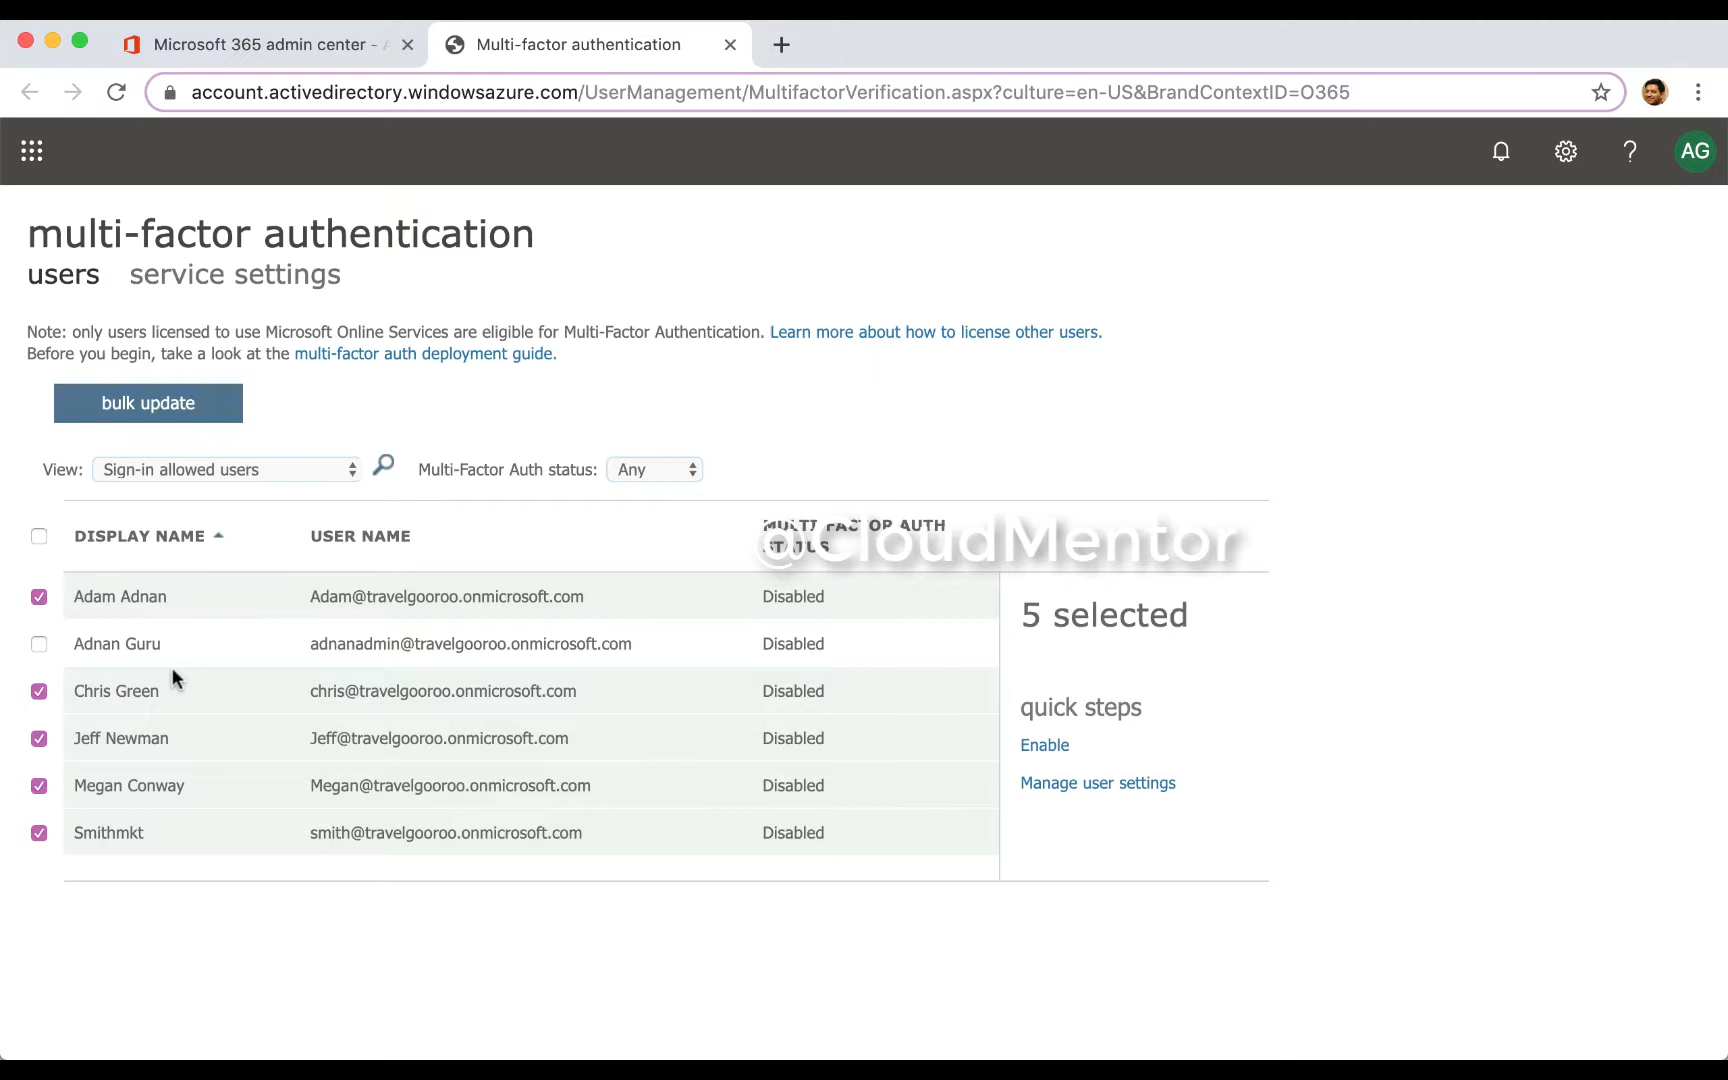 Microsoft 365 admin center -
Multi-factor authentication
account.activedirectory.windowsazure.com/UserManagement/MultifactorVerification.aspx?culture=en-US&BrandContextID=O365
AG
multi-factor authentication
users service settings
Note: only users licensed to use Microsoft Online Services are eligible for Multi-Factor Authentication. Learn more about how to license other users.
Before you begin, take a look at the multi-factor auth deployment guide.
bulk update
View: Sign-in allowed users Multi-Factor Auth status: Any
DISPLAY NAME USER NAME MULTI-FACTOR AUTH
STATUS
@CloudMentor
Adam Adnan Adam@travelgooroo.onmicrosoft.com Disabled
Adnan Guru adnanadmin@travelgooroo.onmicrosoft.com Disabled
Chris Green chris@travelgooroo.onmicrosoft.com Disabled
Jeff Newman Jeff@travelgooroo.onmicrosoft.com Disabled
Megan Conway Megan@travelgooroo.onmicrosoft.com Disabled
Smithmkt smith@travelgooroo.onmicrosoft.com Disabled
5 selected
quick steps
Enable
Manage user settings